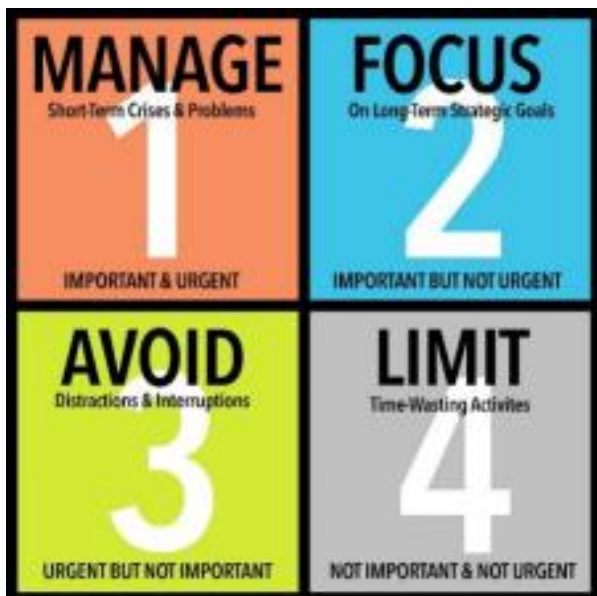 MANAGE
Short-Term Crises & Problems
1
IMPORTANT & URGENT
FOCUS
On Long-Term Strategic Goals
2
IMPORTANT BUT NOT URGENT
AVOID
Distractions & Interruptions
3
URGENT BUT NOT IMPORTANT
LIMIT
Time-Wasting Activites
4
NOT IMPORTANT & NOT URGENT